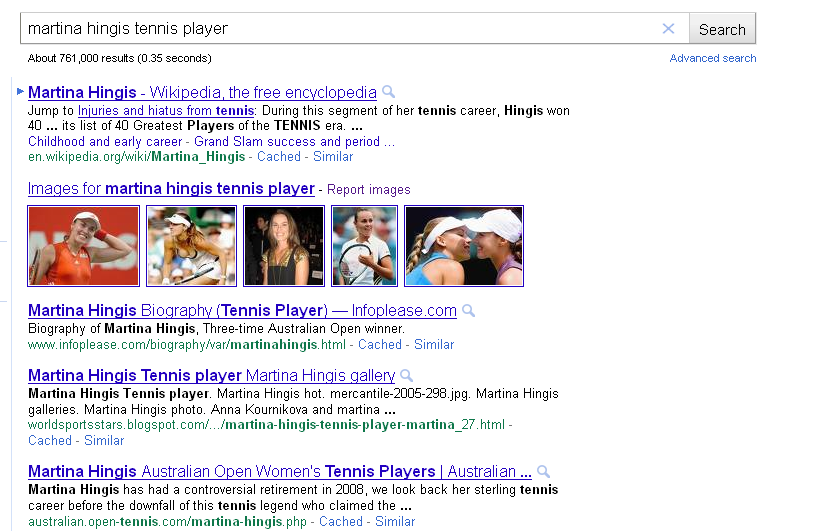 martina hingis tennis player
Search
About 761,000 results (0.35 seconds)
Advanced search
Martina Hingis - Wikipedia, the free encyclopedia
Jump to Injuries and hiatus from tennis: During this segment of her tennis career, Hingis won
40 ... its list of 40 Greatest Players of the TENNIS era. ...
Childhood and early career - Grand Slam success and period ...
en.wikipedia.org/wiki/Martina_Hingis - Cached - Similar
Images for martina hingis tennis player - Report images
Martina Hingis Biography (Tennis Player) — Infoplease.com
Biography of Martina Hingis, Three-time Australian Open winner.
www.infoplease.com/biography/var/martinahingis.html - Cached - Similar
Martina Hingis Tennis player Martina Hingis gallery
Martina Hingis Tennis player. Martina Hingis hot. mercantile-2005-298.jpg. Martina Hingis
galleries. Martina Hingis photo. Anna Kournikova and martina ...
worldsportsstars.blogspot.com/.../martina-hingis-tennis-player-martina_27.html -
Cached - Similar
Martina Hingis Australian Open Women's Tennis Players | Australian ...
Martina Hingis has had a controversial retirement in 2008, we look back her sterling tennis
career before the downfall of this tennis legend who claimed the ...
australian.open-tennis.com/martina-hingis.php - Cached - Similar